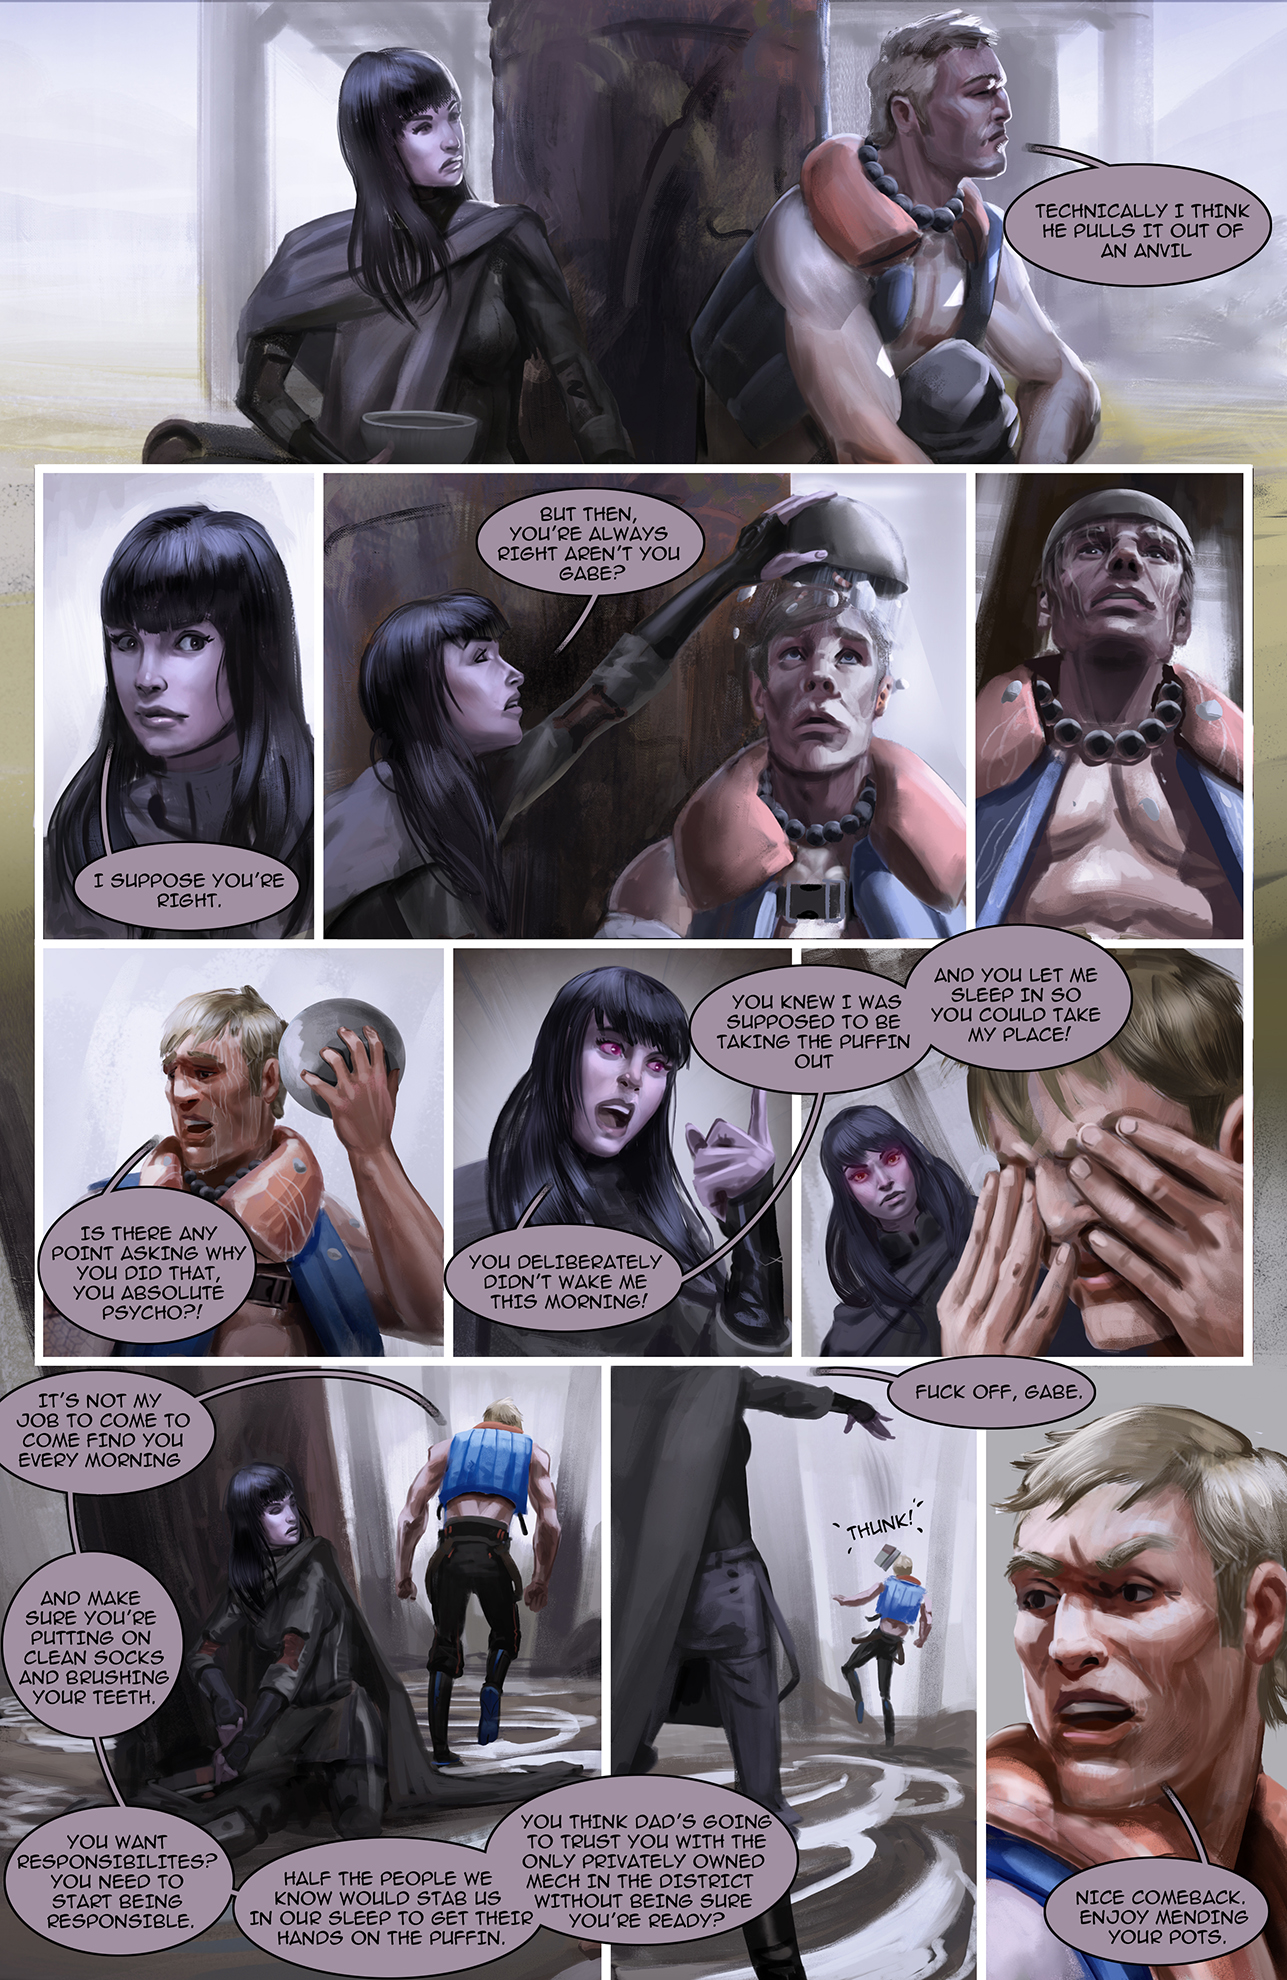 TECHNICALLY I THINK
HE PULLS IT OUT OF
AN ANVIL
I SUPPOSE YOU'RE
RIGHT.
BUT THEN,
YOU'RE ALWAYS
RIGHT AREN'T YOU
GABE?
IS THERE ANY
POINT ASKING WHY
YOU DID THAT,
YOU ABSOLUTE
PSYCHO?!
YOU DELIBERATELY
DIDN'T WAKE ME
THIS MORNING!
YOU KNEW I WAS
SUPPOSED TO BE
TAKING THE PUFFIN
OUT
AND YOU LET ME
SLEEP IN SO
YOU COULD TAKE
MY PLACE!
IT'S NOT MY
JOB TO COME TO
COME FIND YOU
EVERY MORNING
AND MAKE
SURE YOU'RE
PUTTING ON
CLEAN SOCKS
AND BRUSHING
YOUR TEETH.
YOU WANT
RESPONSIBILITES?
YOU NEED TO
START BEING
RESPONSIBLE.
HALF THE PEOPLE WE
KNOW WOULD STAB US
IN OUR SLEEP TO GET THEIR
HANDS ON THE PUFFIN.
YOU THINK DAD'S GOING
TO TRUST YOU WITH THE
ONLY PRIVATELY OWNED
MECH IN THE DISTRICT
WITHOUT BEING SURE
YOU'RE READY?
FUCK OFF, GABE.
THUNK!
NICE COMEBACK.
ENJOY MENDING
YOUR POTS.